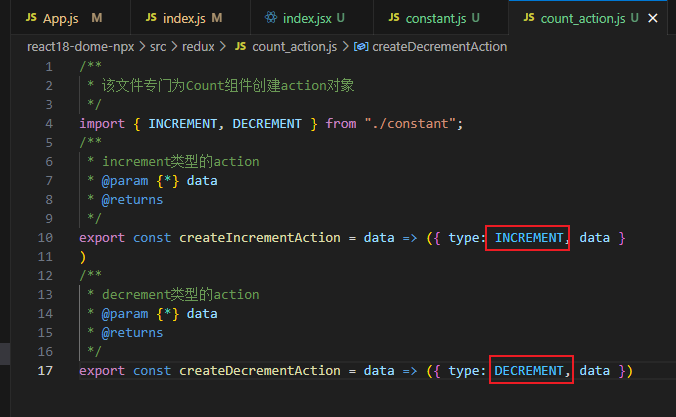 JS App.js M
JS index.js M
index.jsx U
JS constant.js U
JS count_action.js U ×
react18-dome-npx > src > redux > JS count_action.js > createDecrementAction
1 /**
2 * 该文件专门为Count组件创建action对象
3 */
4 import { INCREMENT, DECREMENT } from "./constant";
5 /**
6 * increment类型的action
7 * @param {*} data
8 * @returns
9 */
10 export const createIncrementAction = data => ({ type: INCREMENT, data }
11 )
12 /**
13 * decrement类型的action
14 * @param {*} data
15 * @returns
16 */
17 export const createDecrementAction = data => ({ type: DECREMENT, data })